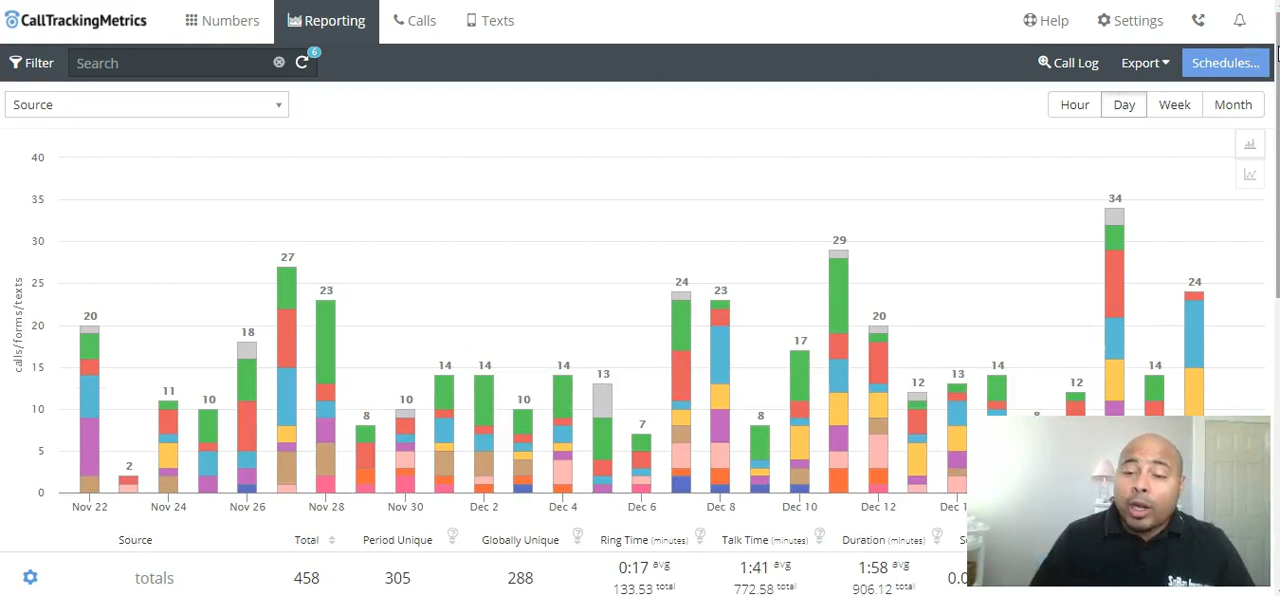 CallTrackingMetrics Numbers Reporting Calls Texts Help Settings
Filter Search 6 Call Log Export Schedules...
Source Hour Day Week Month
calls/forms/texts
40
35
30
25
20
15
10
5
0
20 2 11 10 18 27 23 8 10 14 14 10 14 13 7 24 23 8 17 29 20 12 13 14 12 34 14 24
Nov 22 Nov 24 Nov 26 Nov 28 Nov 30 Dec 2 Dec 4 Dec 6 Dec 8 Dec 10 Dec 12
Source Total Period Unique Globally Unique Ring Time (minutes) Talk Time (minutes) Duration (minutes)
totals 458 305 288 0:17 avg 1:41 avg 1:58 avg
133.53 total 772.58 total 906.12 total